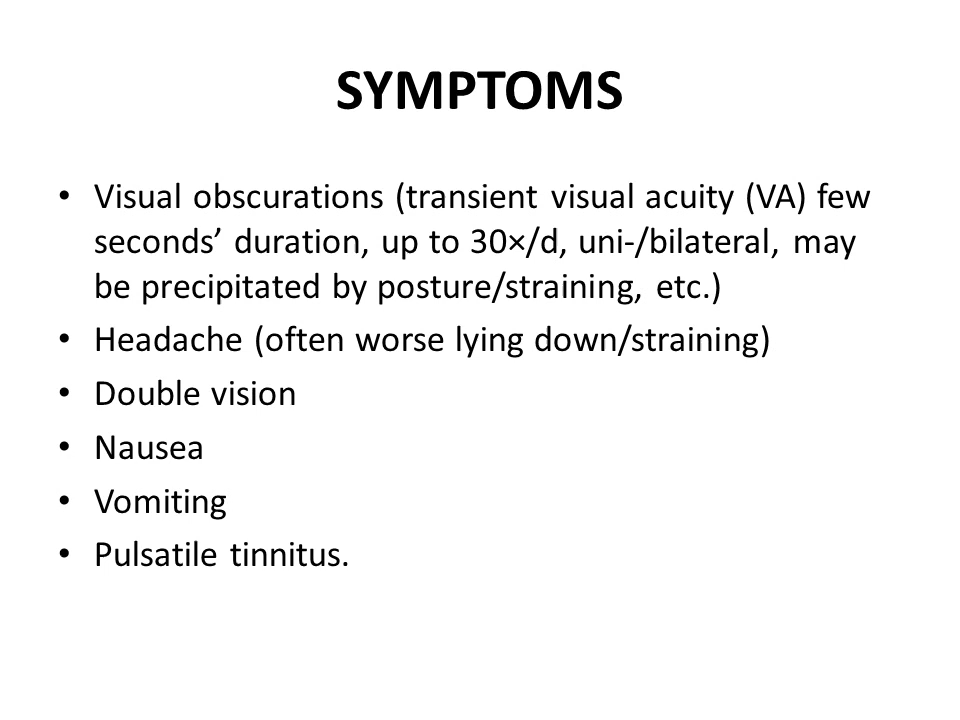 SYMPTOMS
• Visual obscurations (transient visual acuity (VA) few
seconds’ duration, up to 30×/d, uni-/bilateral, may
be precipitated by posture/straining, etc.)
• Headache (often worse lying down/straining)
• Double vision
• Nausea
• Vomiting
• Pulsatile tinnitus.